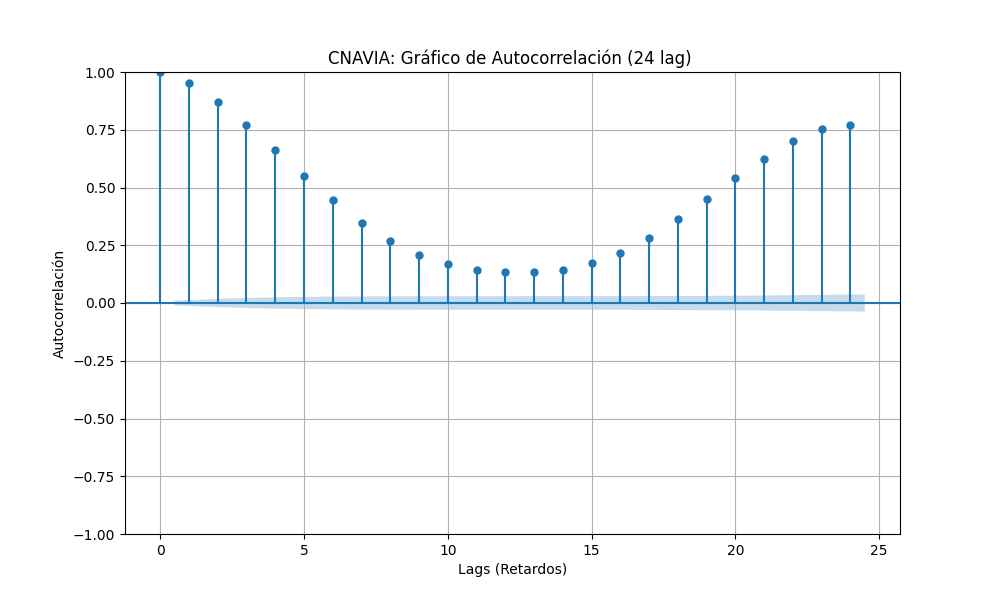 CNAVIA: Gráfico de Autocorrelación (24 lag)
1.00
0.75
0.50
0.25
0.00
−0.25
−0.50
−0.75
−1.00
Autocorrelación
0 5 10 15 20 25
Lags (Retardos)